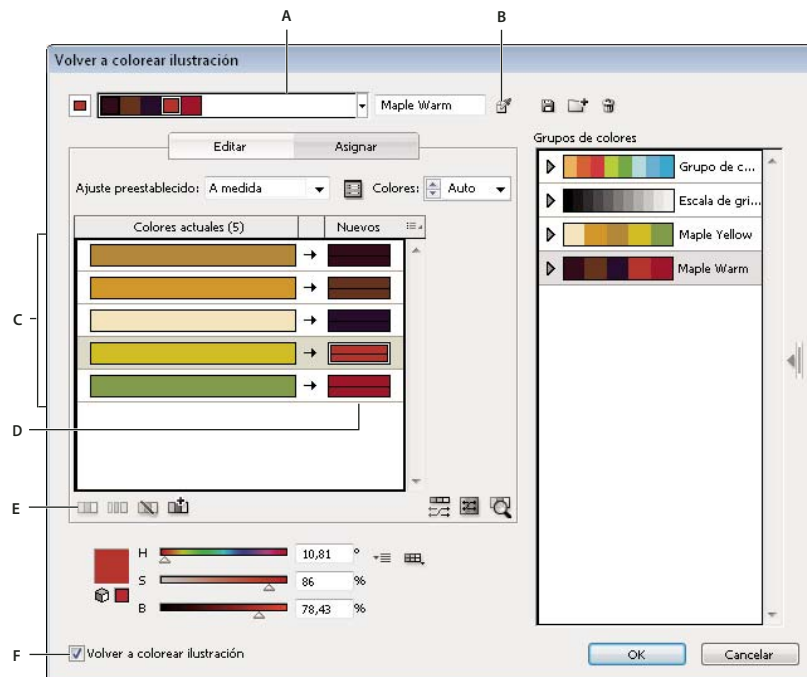 A
B
Volver a colorear ilustración
Maple Warm
Grupos de colores
Editar
Asignar
Grupo de c...
Ajuste preestablecido: A medida
Colores: Auto
Escala de gri...
Colores actuales (5)
Nuevos
Maple Yellow
Maple Warm
C
D
E
H
10,81
°
S
86
%
B
78,43
%
F
Volver a colorear ilustración
OK
Cancelar